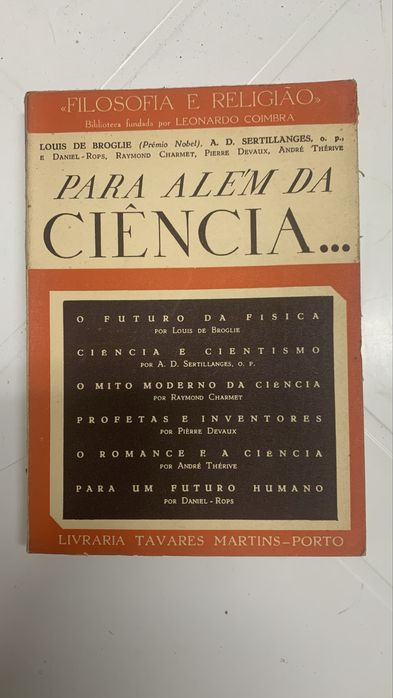 «FILOSOFIA E RELIGIÃO»
Biblioteca fundada por LEONARDO COIMBRA
LOUIS DE BROGLIE (Prémio Nobel), A. D. SERTILLANGES, o. p.,
E DANIEL-ROPS, RAYMOND CHARMET, PIERRE DEVAUX, ANDRÉ THÉRIVE
PARA ALÉM DA
CIÊNCIA...
O FUTURO DA FÍSICA
POR LOUIS DE BROGLIE
CIÊNCIA E CIENTISMO
POR A. D. SERTILLANGES, O. P.
O MITO MODERNO DA CIÊNCIA
POR RAYMOND CHARMET
PROFETAS E INVENTORES
POR PIÈRRE DEVAUX
O ROMANCE E A CIÊNCIA
POR ANDRÉ THÉRIVE
PARA UM FUTURO HUMANO
POR DANIEL-ROPS
LIVRARIA TAVARES MARTINS—PORTO